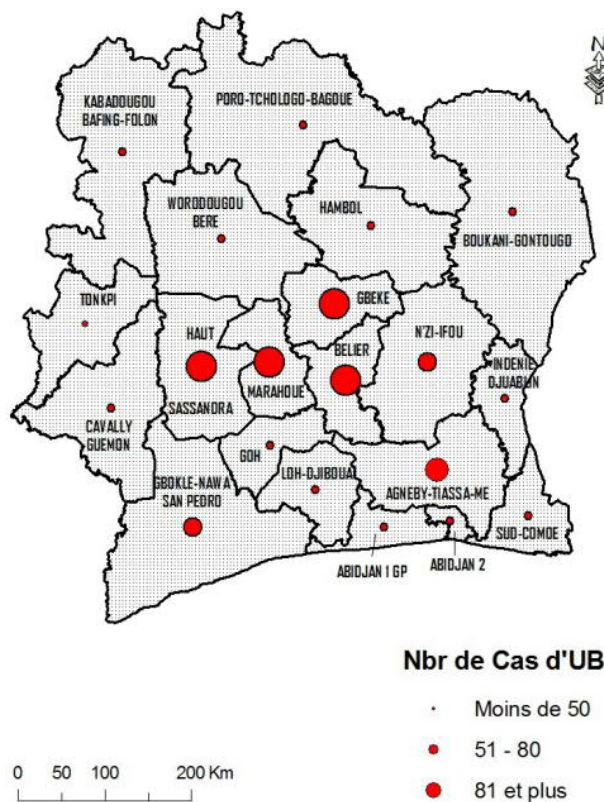 N
KABADOUGOU
BAFING-FOLON
PORO-TCHOLOGO-BAGOUE
WORODOUGOU
BERE
HAMBOL
BOUKANI-GONTOUGO
TONKPI
GBEKE
HAUT
SASSANDRA
MARAHOUE
BELIER
N'ZI-IFOU
INDENIE
DJUABLIN
CAVALLY
GUEMON
GOH
LOH-DJIBOUA
GBOKLE-NAWA
SAN PEDRO
AGNEBY-TIASSA-ME
ABIDJAN 1 GP
ABIDJAN 2
SUD-COMOE
Nbr de Cas d'UB
Moins de 50
51 - 80
81 et plus
0 50 100 200 Km